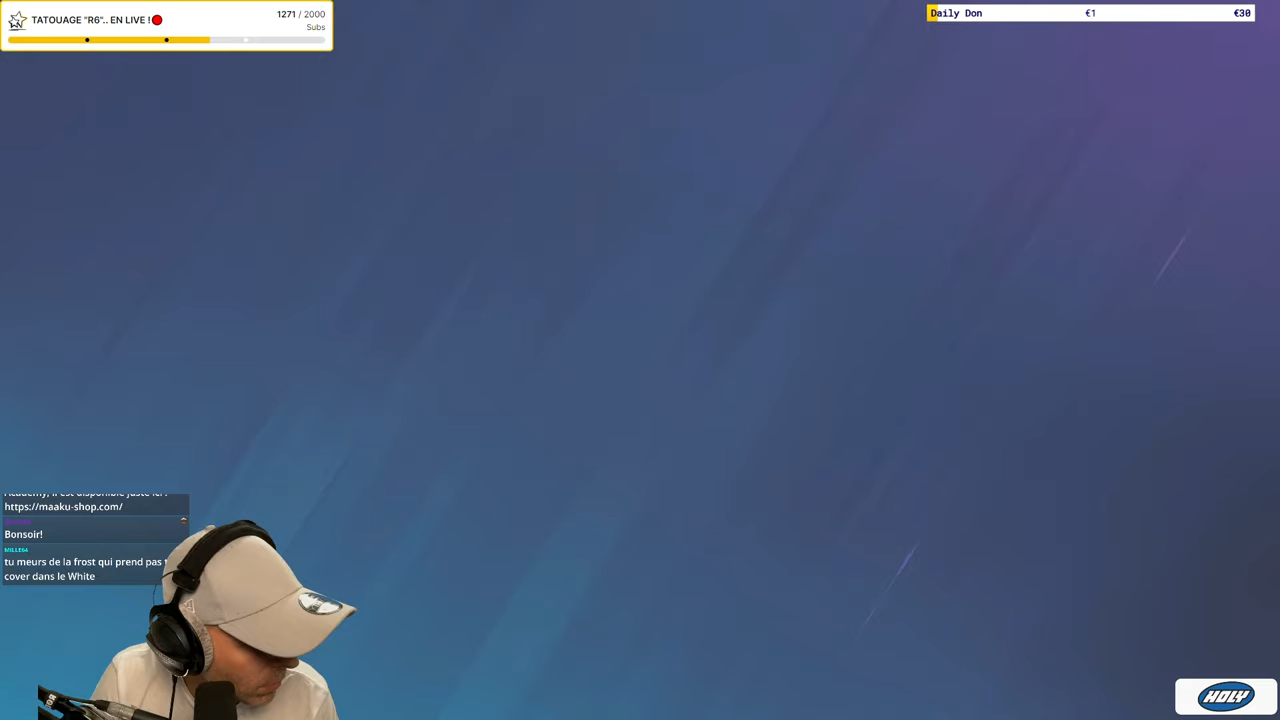 TATOUAGE "R6".. EN LIVE !
1271 / 2000
Subs
Daily Don €1 €30
https://maaku-shop.com/
Bonsoir!
MILLE64
tu meurs de la frost qui prend pas
cover dans le White
HOLY